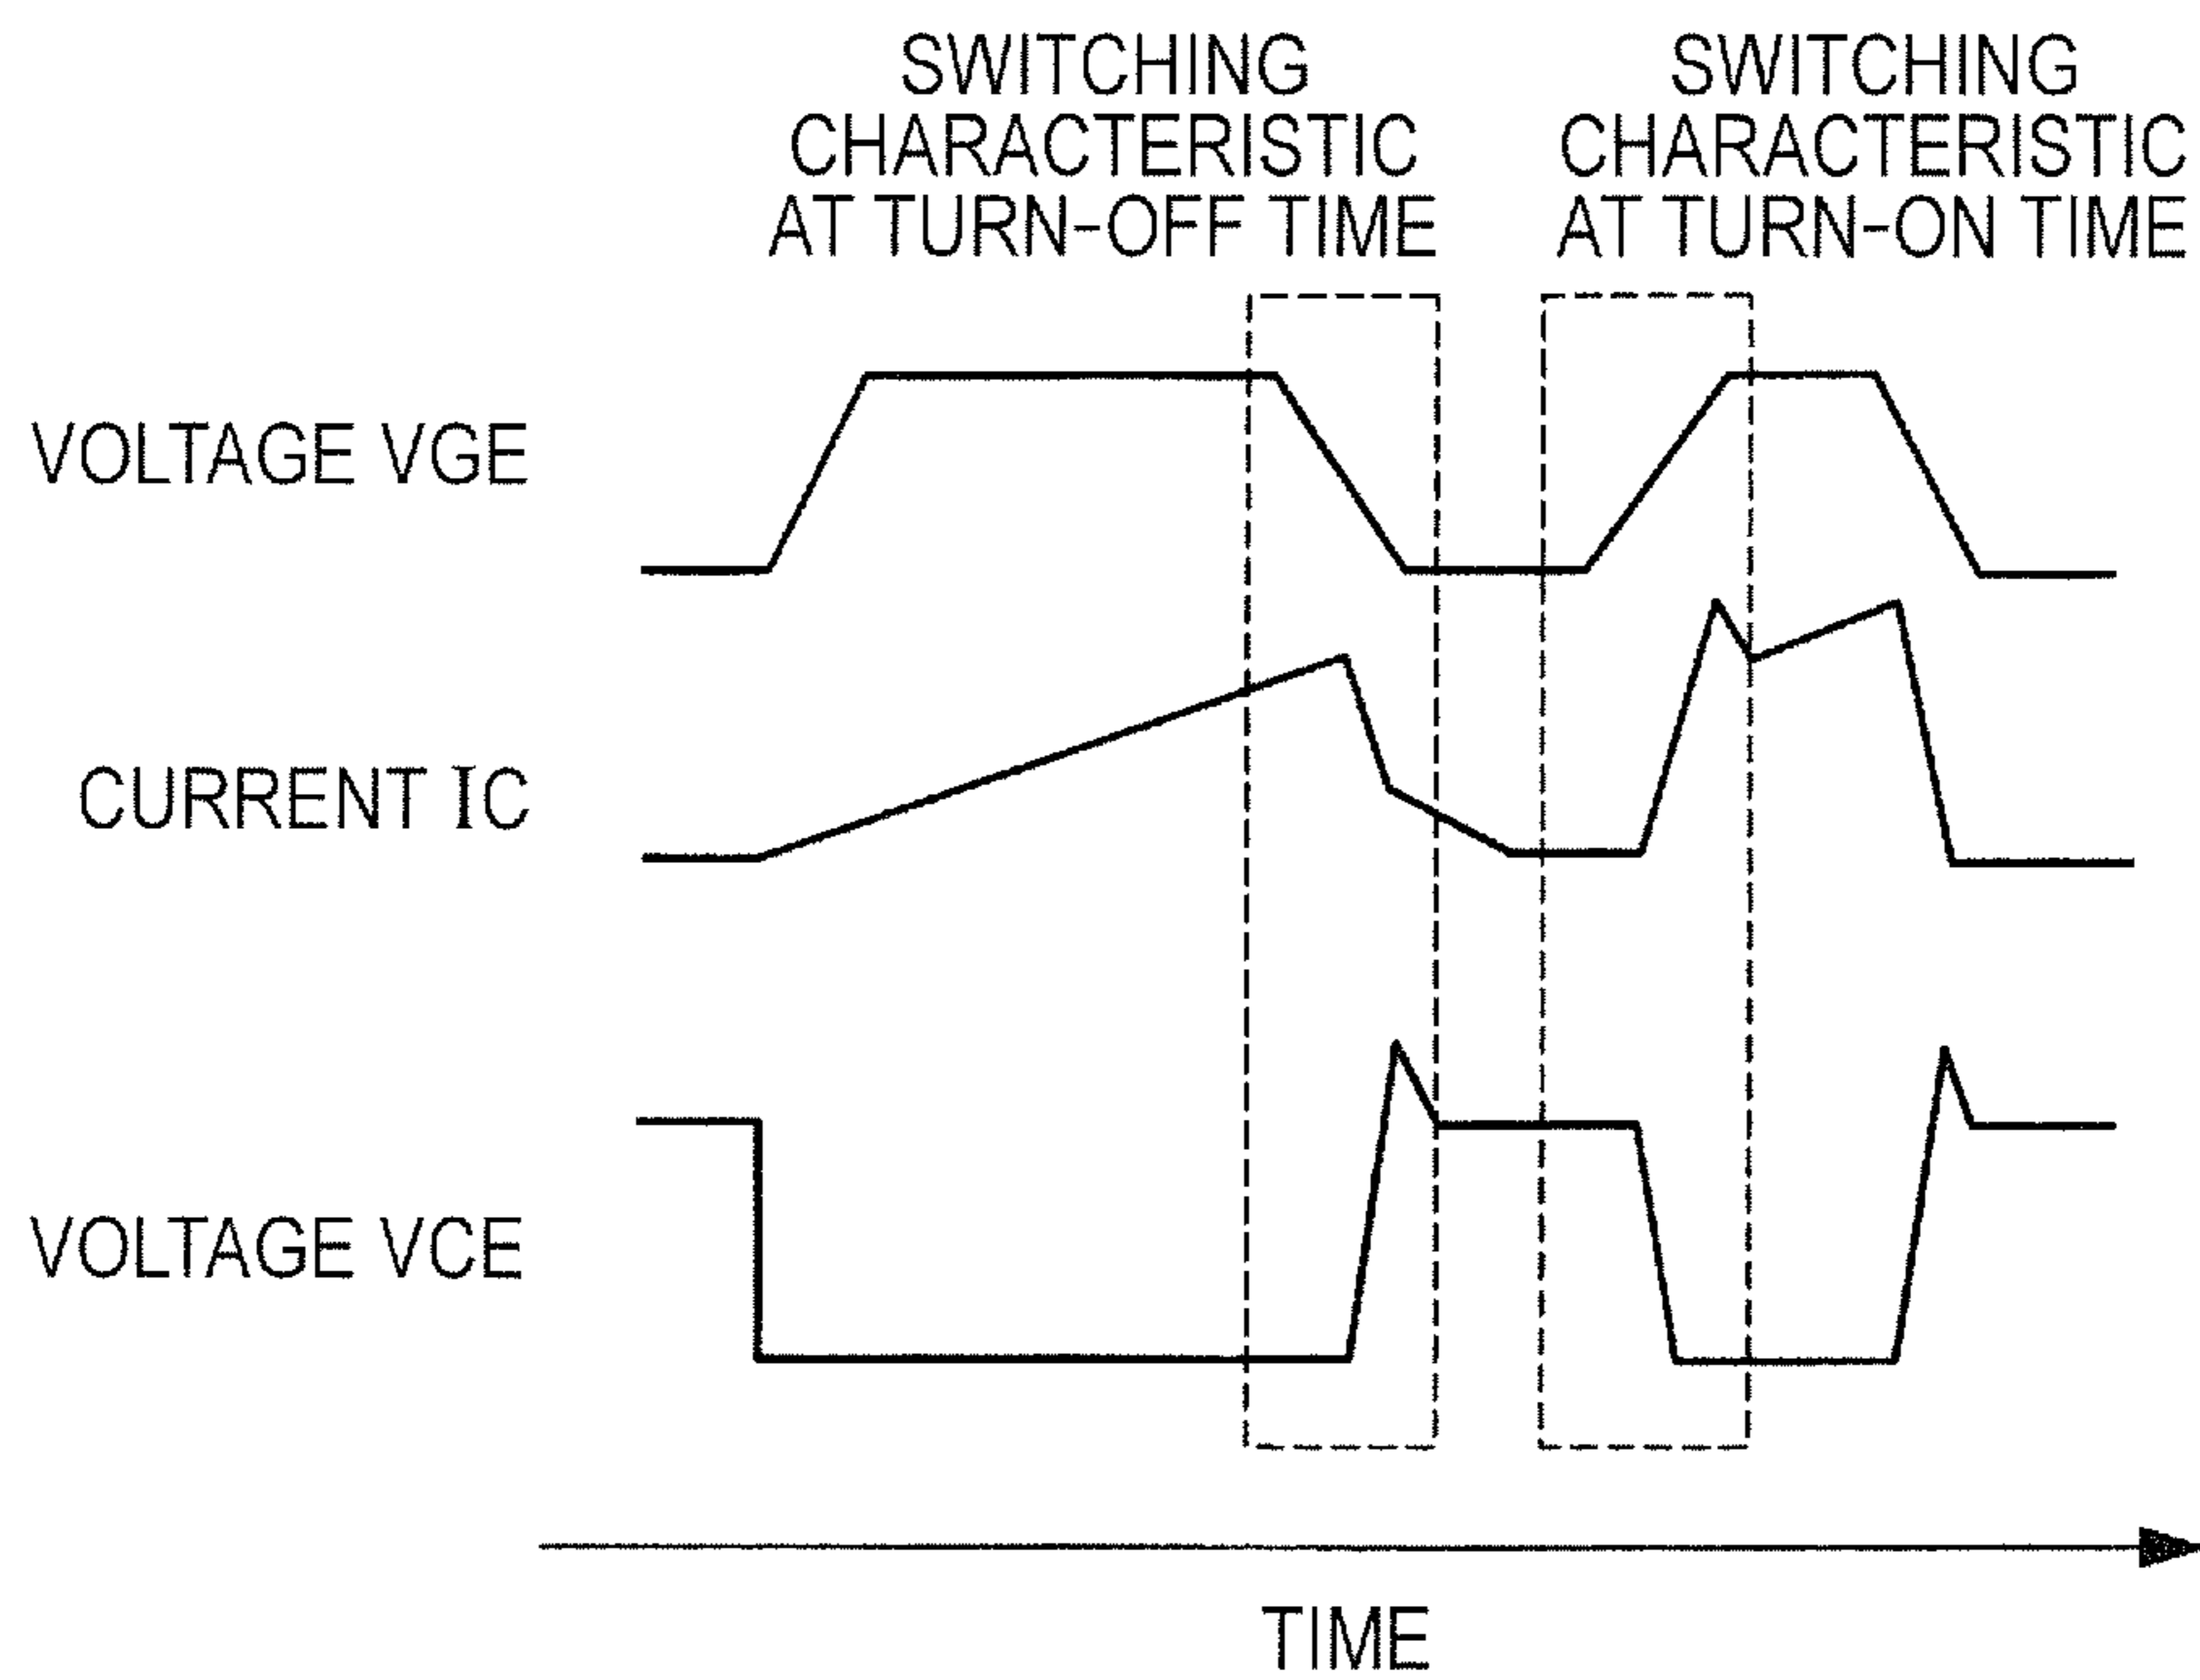 SWITCHING
CHARACTERISTIC
AT TURN-OFF TIME
SWITCHING
CHARACTERISTIC
AT TURN-ON TIME
VOLTAGE VGE
CURRENT IC
VOLTAGE VCE
TIME